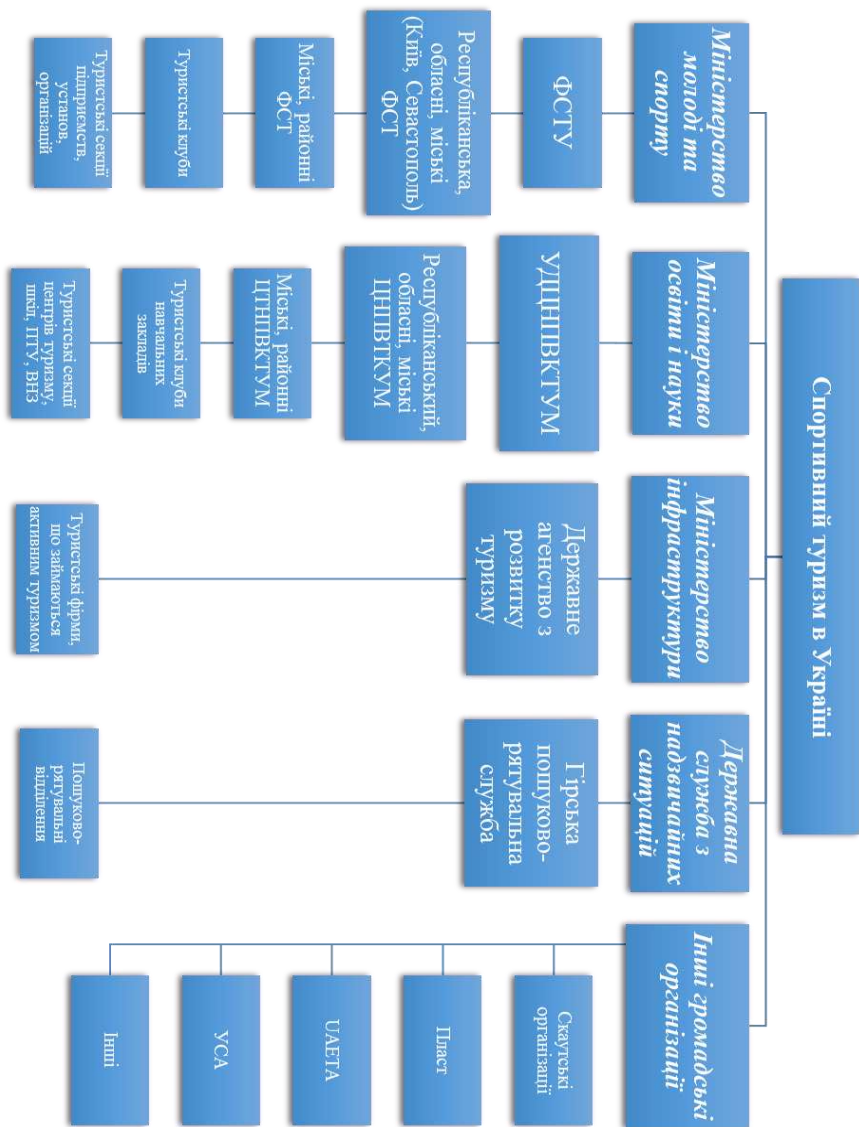 Спортивний туризм в Україні
Міністерство
молоді та
спорту
ФСТУ
Республіканська,
обласні, міські
(Київ, Севастополь)
ФСТ
Міські, районні
ФСТ
Туристські клуби
Туристські секції
підприємств,
установ,
організацій
Міністерство
освіти і науки
УДЦНПВКТУМ
Республіканський,
обласні, міські
ЦНПВТКУМ
Міські, районні
ЦТНПВКТУМ
Туристські клуби
навчальних
закладів
Туристські секції
центрів туризму,
шкіл, ПТУ, ВНЗ
Міністерство
інфраструктури
Державне
агенство з
розвитку
туризму
Туристські фірми,
що займаються
активним туризмом
Державна
служба з
надзвичайних
ситуацій
Гірська
пошуково-
рятувальна
служба
Пошуково-
рятувальні
відділення
Інші громадські
організації
Скаутські
організації
Пласт
UAETA
УСА
Інші